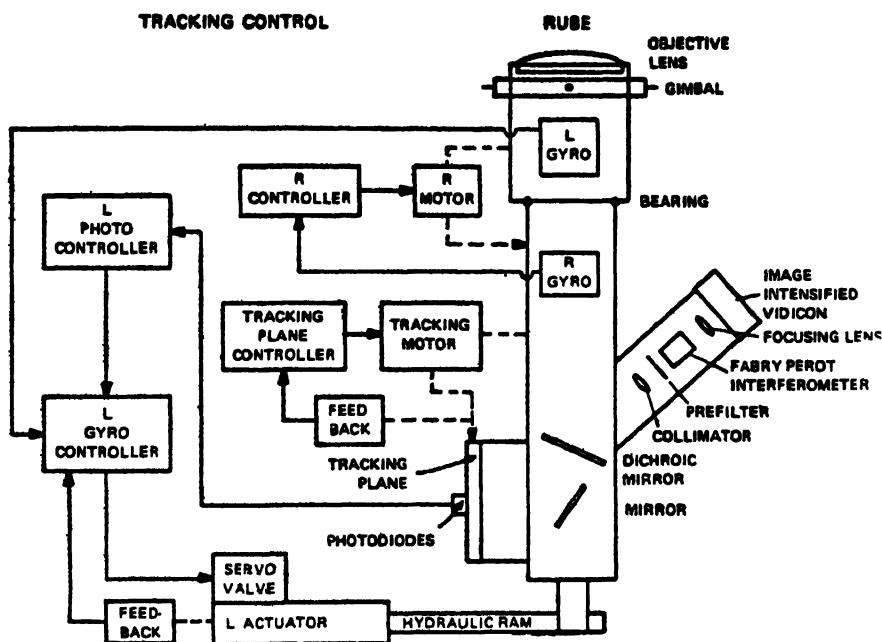 TRACKING CONTROL
RUBE
OBJECTIVE
LENS
GIMBAL
L
GYRO
R
CONTROLLER
R
MOTOR
BEARING
L
PHOTO
CONTROLLER
R
GYRO
IMAGE
INTENSIFIED
VIDICON
FOCUSING LENS
FABRY PEROT
INTERFEROMETER
PREFILTER
COLLIMATOR
TRACKING
PLANE
CONTROLLER
TRACKING
MOTOR
FEED
BACK
L
GYRO
CONTROLLER
TRACKING
PLANE
DICHROIC
MIRROR
MIRROR
PHOTODIODES
SERVO
VALVE
FEED-
BACK
L ACTUATOR
HYDRAULIC RAM